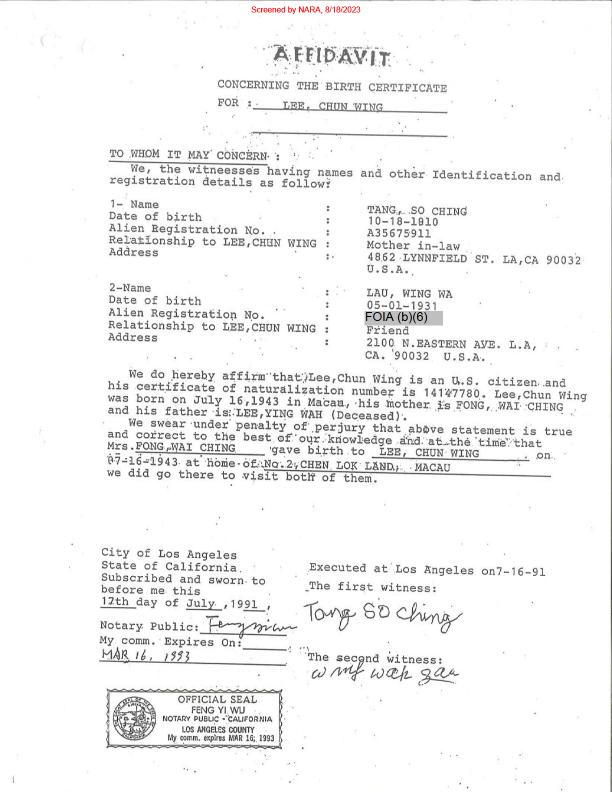 Screened by NARA, 8/18/2023
AFFIDAVIT
CONCERNING THE BIRTH CERTIFICATE
FOR : LEE, CHUN WING
TO WHOM IT MAY CONCERN :
We, the witneesses having names and other Identification and
registration details as follow:
1- Name : TANG, SO CHING
Date of birth : 10-18-1910
Alien Registration No. : A35675911
Relationship to LEE,CHUN WING : Mother in-law
Address : 4862 LYNNFIELD ST. LA,CA 90032
U.S.A.
2-Name : LAU, WING WA
Date of birth : 05-01-1931
Alien Registration No. : FOIA (b)(6)
Relationship to LEE,CHUN WING : Friend
Address : 2100 N.EASTERN AVE. L.A,
CA. 90032 U.S.A.
We do hereby affirm that Lee,Chun Wing is an U.S. citizen and
his certificate of naturalization number is 14147780. Lee,Chun Wing
was born on July 16,1943 in Macau, his mother is FONG, WAI CHING
and his father is LEE,YING WAH (Deceased).
We swear under penalty of perjury that above statement is true
and correct to the best of our knowledge and at the time that
Mrs.FONG,WAI CHING gave birth to LEE, CHUN WING on
07-16-1943 at home of No.2,CHEN LOK LAND, MACAU
we did go there to visit both of them.
City of Los Angeles
State of California
Subscribed and sworn to
before me this
12th day of July ,1991,
Notary Public:
My comm. Expires On:
MAR 16, 1993
Executed at Los Angeles on7-16-91
The first witness:
Tang SO Ching
The second witness:
OFFICIAL SEAL
FENG YI WU
NOTARY PUBLIC - CALIFORNIA
LOS ANGELES COUNTY
My comm. expires MAR 16, 1993